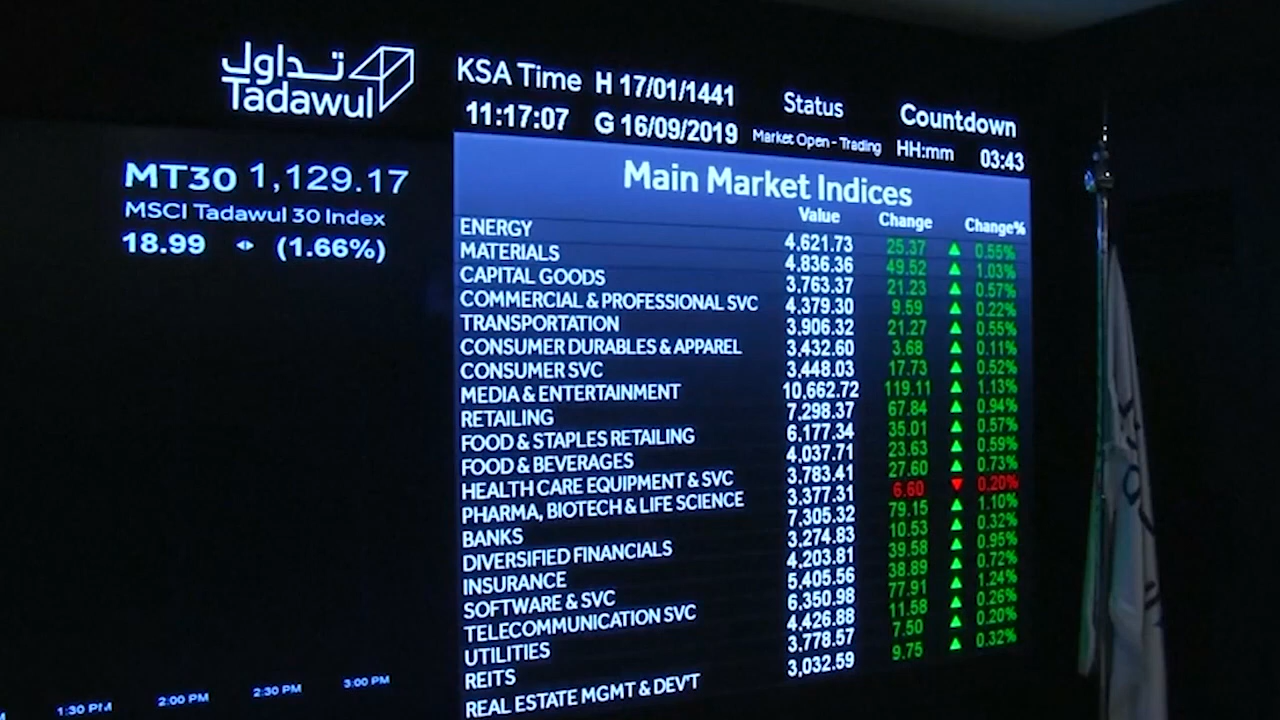 تداول
Tadawul
KSA Time H 17/01/1441 Status Countdown
11:17:07 G 16/09/2019 Market Open - Trading HH:mm 03:43
MT30 1,129.17
MSCI Tadawul 30 Index
18.99 (1.66%)
Main Market Indices
Value Change Change%
ENERGY 4,621.73 25.37 ▲ 0.55%
MATERIALS 4,836.36 49.52 ▲ 1.03%
CAPITAL GOODS 3,763.37 21.23 ▲ 0.57%
COMMERCIAL & PROFESSIONAL SVC 4,379.30 9.59 ▲ 0.22%
TRANSPORTATION 3,906.32 21.27 ▲ 0.55%
CONSUMER DURABLES & APPAREL 3,432.60 3.68 ▲ 0.11%
CONSUMER SVC 3,448.03 17.73 ▲ 0.52%
MEDIA & ENTERTAINMENT 10,662.72 119.11 ▲ 1.13%
RETAILING 7,298.37 67.84 ▲ 0.94%
FOOD & STAPLES RETAILING 6,177.34 35.01 ▲ 0.57%
FOOD & BEVERAGES 4,037.71 23.63 ▲ 0.59%
HEALTH CARE EQUIPMENT & SVC 3,783.41 27.60 ▲ 0.73%
PHARMA, BIOTECH & LIFE SCIENCE 3,377.31 6.60 ▼ 0.20%
BANKS 7,305.32 79.15 ▲ 1.10%
DIVERSIFIED FINANCIALS 3,274.83 10.53 ▲ 0.32%
INSURANCE 4,203.81 39.58 ▲ 0.95%
SOFTWARE & SVC 5,405.56 38.89 ▲ 0.72%
TELECOMMUNICATION SVC 6,350.98 77.91 ▲ 1.24%
UTILITIES 4,426.88 11.58 ▲ 0.26%
REITS 3,778.57 7.50 ▲ 0.20%
REAL ESTATE MGMT & DEV'T 3,032.59 9.75 ▲ 0.32%
1:30 PM 2:00 PM 2:30 PM 3:00 PM